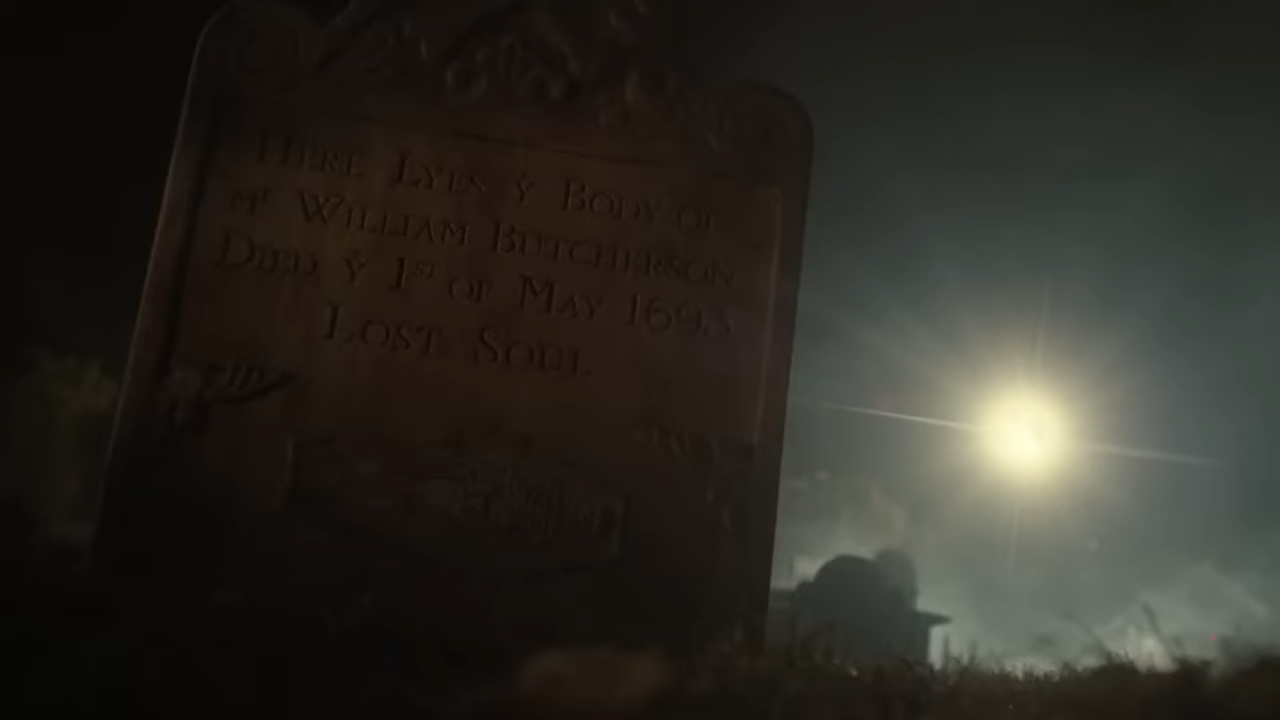 Here Lyes ẏ Body of
Mr William Butcherson
Died ẏ 1st of May 1693
Lost Soul